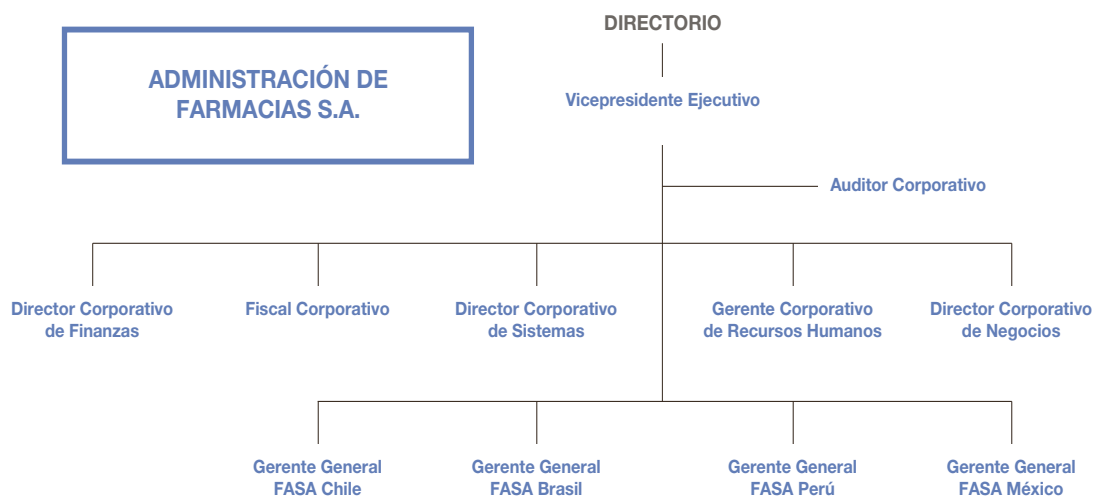 DIRECTORIO
ADMINISTRACIÓN DE
FARMACIAS S.A.
Vicepresidente Ejecutivo
Auditor Corporativo
Director Corporativo
de Finanzas
Fiscal Corporativo
Director Corporativo
de Sistemas
Gerente Corporativo
de Recursos Humanos
Director Corporativo
de Negocios
Gerente General
FASA Chile
Gerente General
FASA Brasil
Gerente General
FASA Perú
Gerente General
FASA México